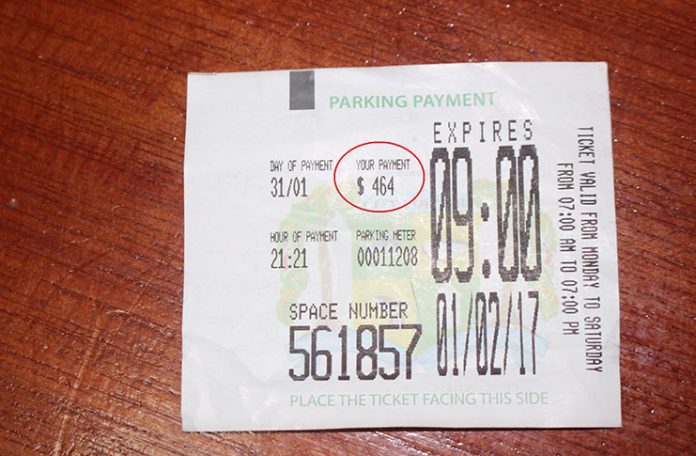 PARKING PAYMENT
DAY OF PAYMENT
31/01
YOUR PAYMENT
$ 464
HOUR OF PAYMENT
21:21
PARKING METER
00011208
SPACE NUMBER
561857
EXPIRES
09:00
01/02/17
TICKET VALID FROM MONDAY TO SATURDAY
FROM 07:00 AM TO 07:00 PM
PLACE THE TICKET FACING THIS SIDE